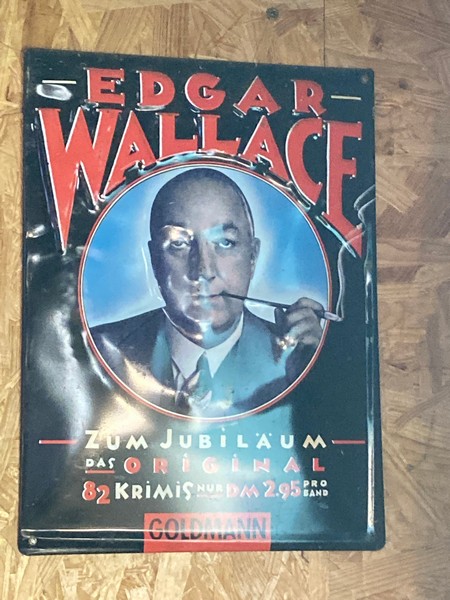 EDGAR
WALLACE
ZUM JUBILÄUM
DAS ORIGINAL
82 KRIMIS NUR DM 2.95 PRO BAND
GOLDMANN